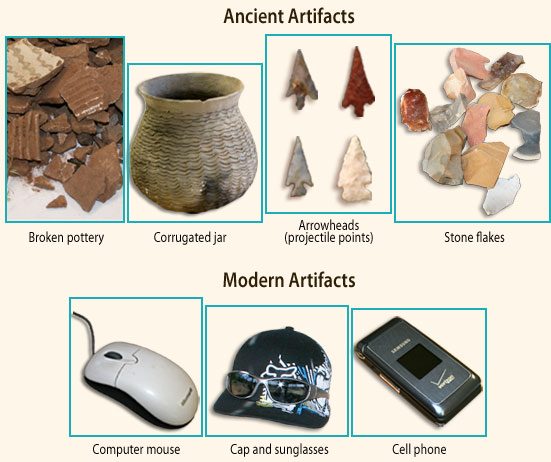 Ancient Artifacts
Broken pottery
Corrugated jar
Arrowheads
(projectile points)
Stone flakes
Modern Artifacts
SAMSUNG
verizon
Computer mouse
Cap and sunglasses
Cell phone